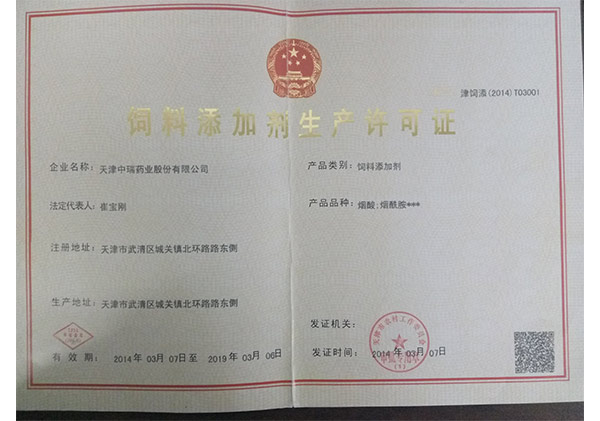 津饲添(2014)T03001
饲料添加剂生产许可证
企业名称：天津中瑞药业股份有限公司
法定代表人：崔宝刚
注册地址：天津市武清区城关镇北环路路东侧
生产地址：天津市武清区城关镇北环路路东侧
有效期：2014年03月07日至2019年03月06日
产品类别：饲料添加剂
产品品种：烟酸;烟酰胺***
发证机关：
发证时间：2014年03月07日